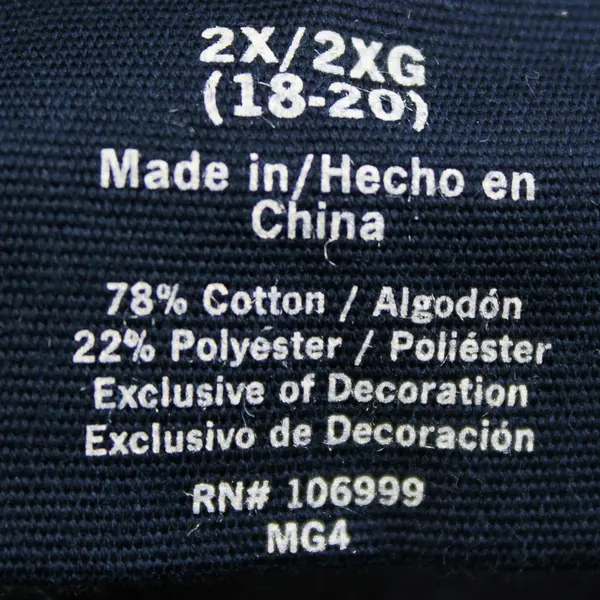 2X/2XG
(18-20)
Made in/Hecho en
China
78% Cotton / Algodón
22% Polyester / Poliéster
Exclusive of Decoration
Exclusivo de Decoración
RN# 106999
MG4